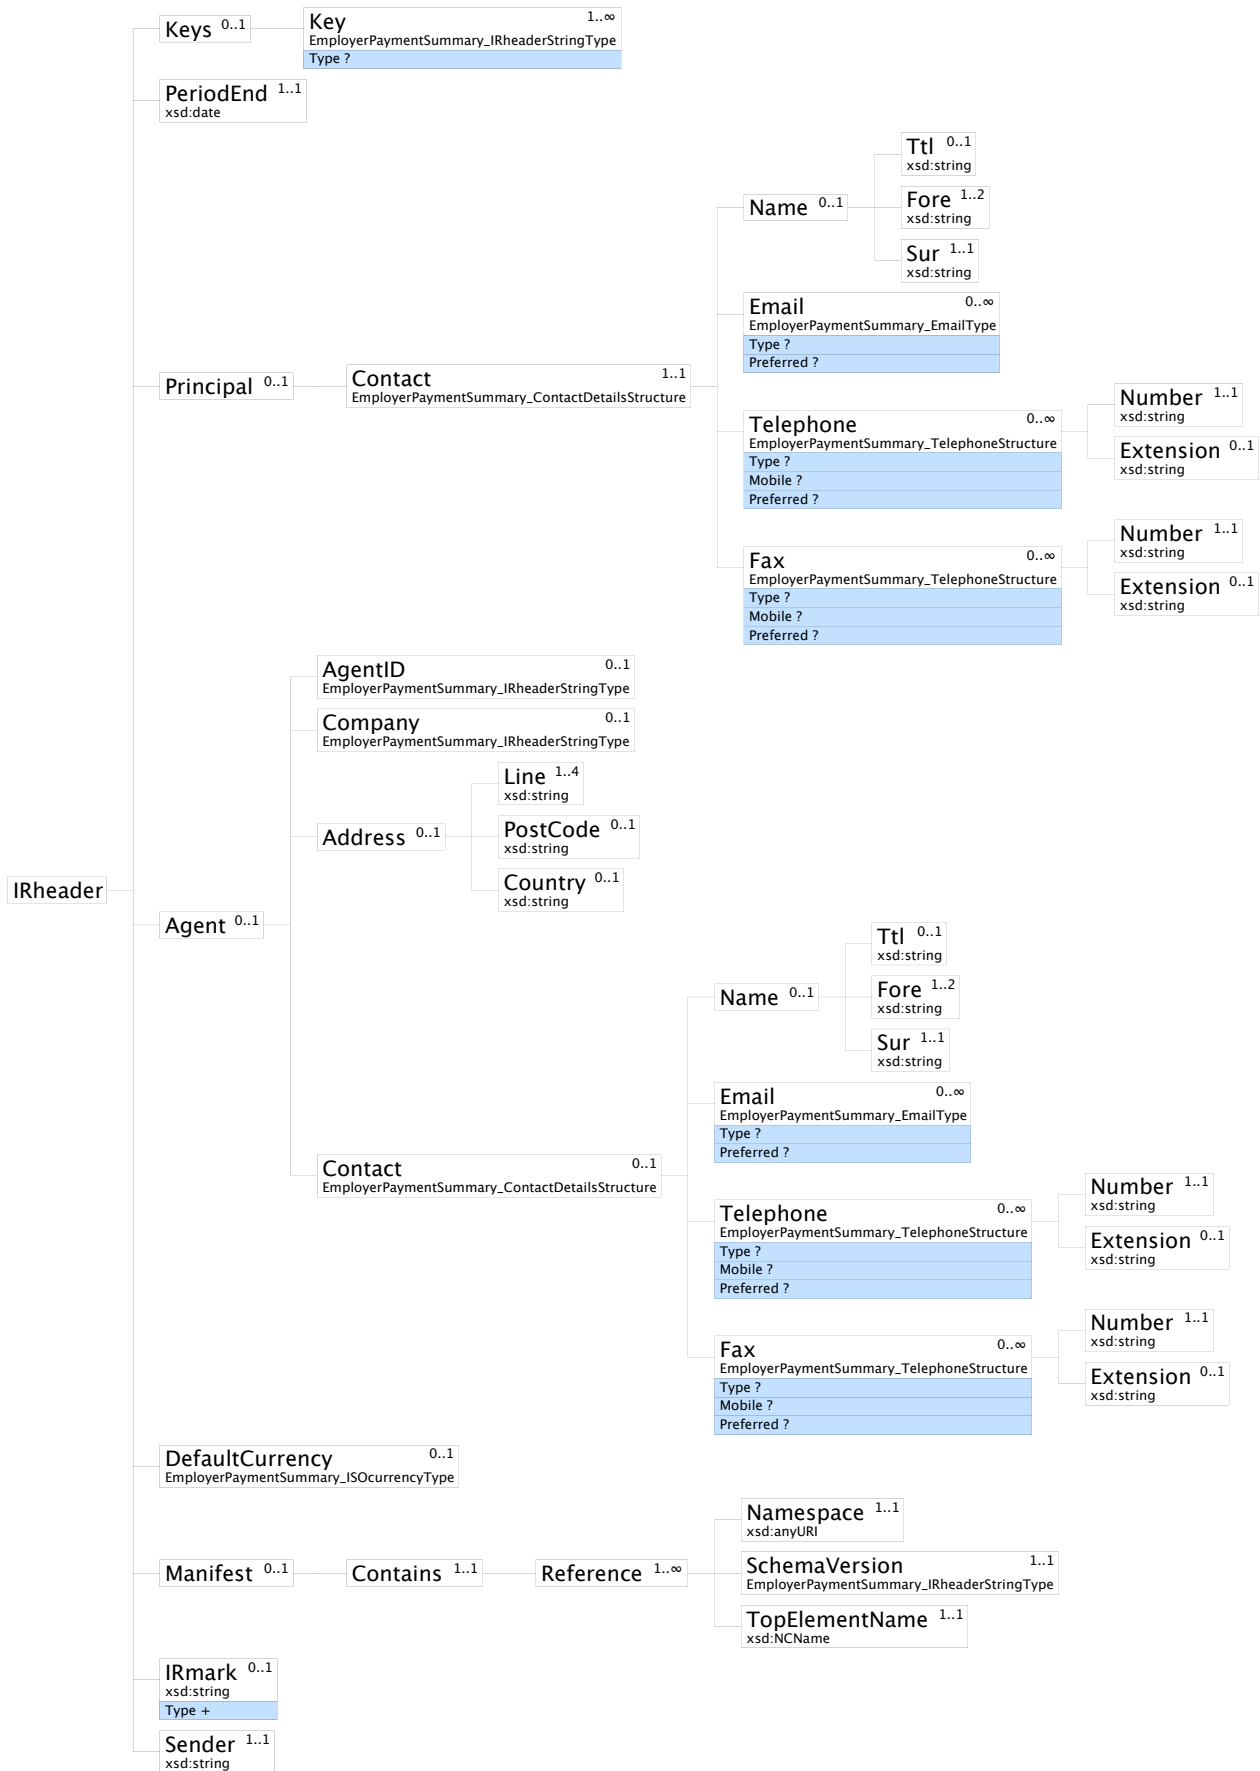 Keys 0..1
Key 1..∞
EmployerPaymentSummary_IRheaderStringType
Type ?
PeriodEnd 1..1
xsd:date
Ttl 0..1
xsd:string
Name 0..1
Fore 1..2
xsd:string
Sur 1..1
xsd:string
Email 0..∞
EmployerPaymentSummary_EmailType
Type ?
Preferred ?
Principal 0..1
Contact 1..1
EmployerPaymentSummary_ContactDetailsStructure
Telephone 0..∞
EmployerPaymentSummary_TelephoneStructure
Type ?
Mobile ?
Preferred ?
Number 1..1
xsd:string
Extension 0..1
xsd:string
Fax 0..∞
EmployerPaymentSummary_TelephoneStructure
Type ?
Mobile ?
Preferred ?
Number 1..1
xsd:string
Extension 0..1
xsd:string
AgentID 0..1
EmployerPaymentSummary_IRheaderStringType
Company 0..1
EmployerPaymentSummary_IRheaderStringType
Address 0..1
Line 1..4
xsd:string
PostCode 0..1
xsd:string
Country 0..1
xsd:string
IRheader
Agent 0..1
Ttl 0..1
xsd:string
Name 0..1
Fore 1..2
xsd:string
Sur 1..1
xsd:string
Email 0..∞
EmployerPaymentSummary_EmailType
Type ?
Preferred ?
Contact 0..1
EmployerPaymentSummary_ContactDetailsStructure
Telephone 0..∞
EmployerPaymentSummary_TelephoneStructure
Type ?
Mobile ?
Preferred ?
Number 1..1
xsd:string
Extension 0..1
xsd:string
Fax 0..∞
EmployerPaymentSummary_TelephoneStructure
Type ?
Mobile ?
Preferred ?
Number 1..1
xsd:string
Extension 0..1
xsd:string
DefaultCurrency 0..1
EmployerPaymentSummary_ISOcurrencyType
Manifest 0..1
Contains 1..1
Reference 1..∞
Namespace 1..1
xsd:anyURI
SchemaVersion 1..1
EmployerPaymentSummary_IRheaderStringType
TopElementName 1..1
xsd:NCName
IRmark 0..1
xsd:string
Type +
Sender 1..1
xsd:string